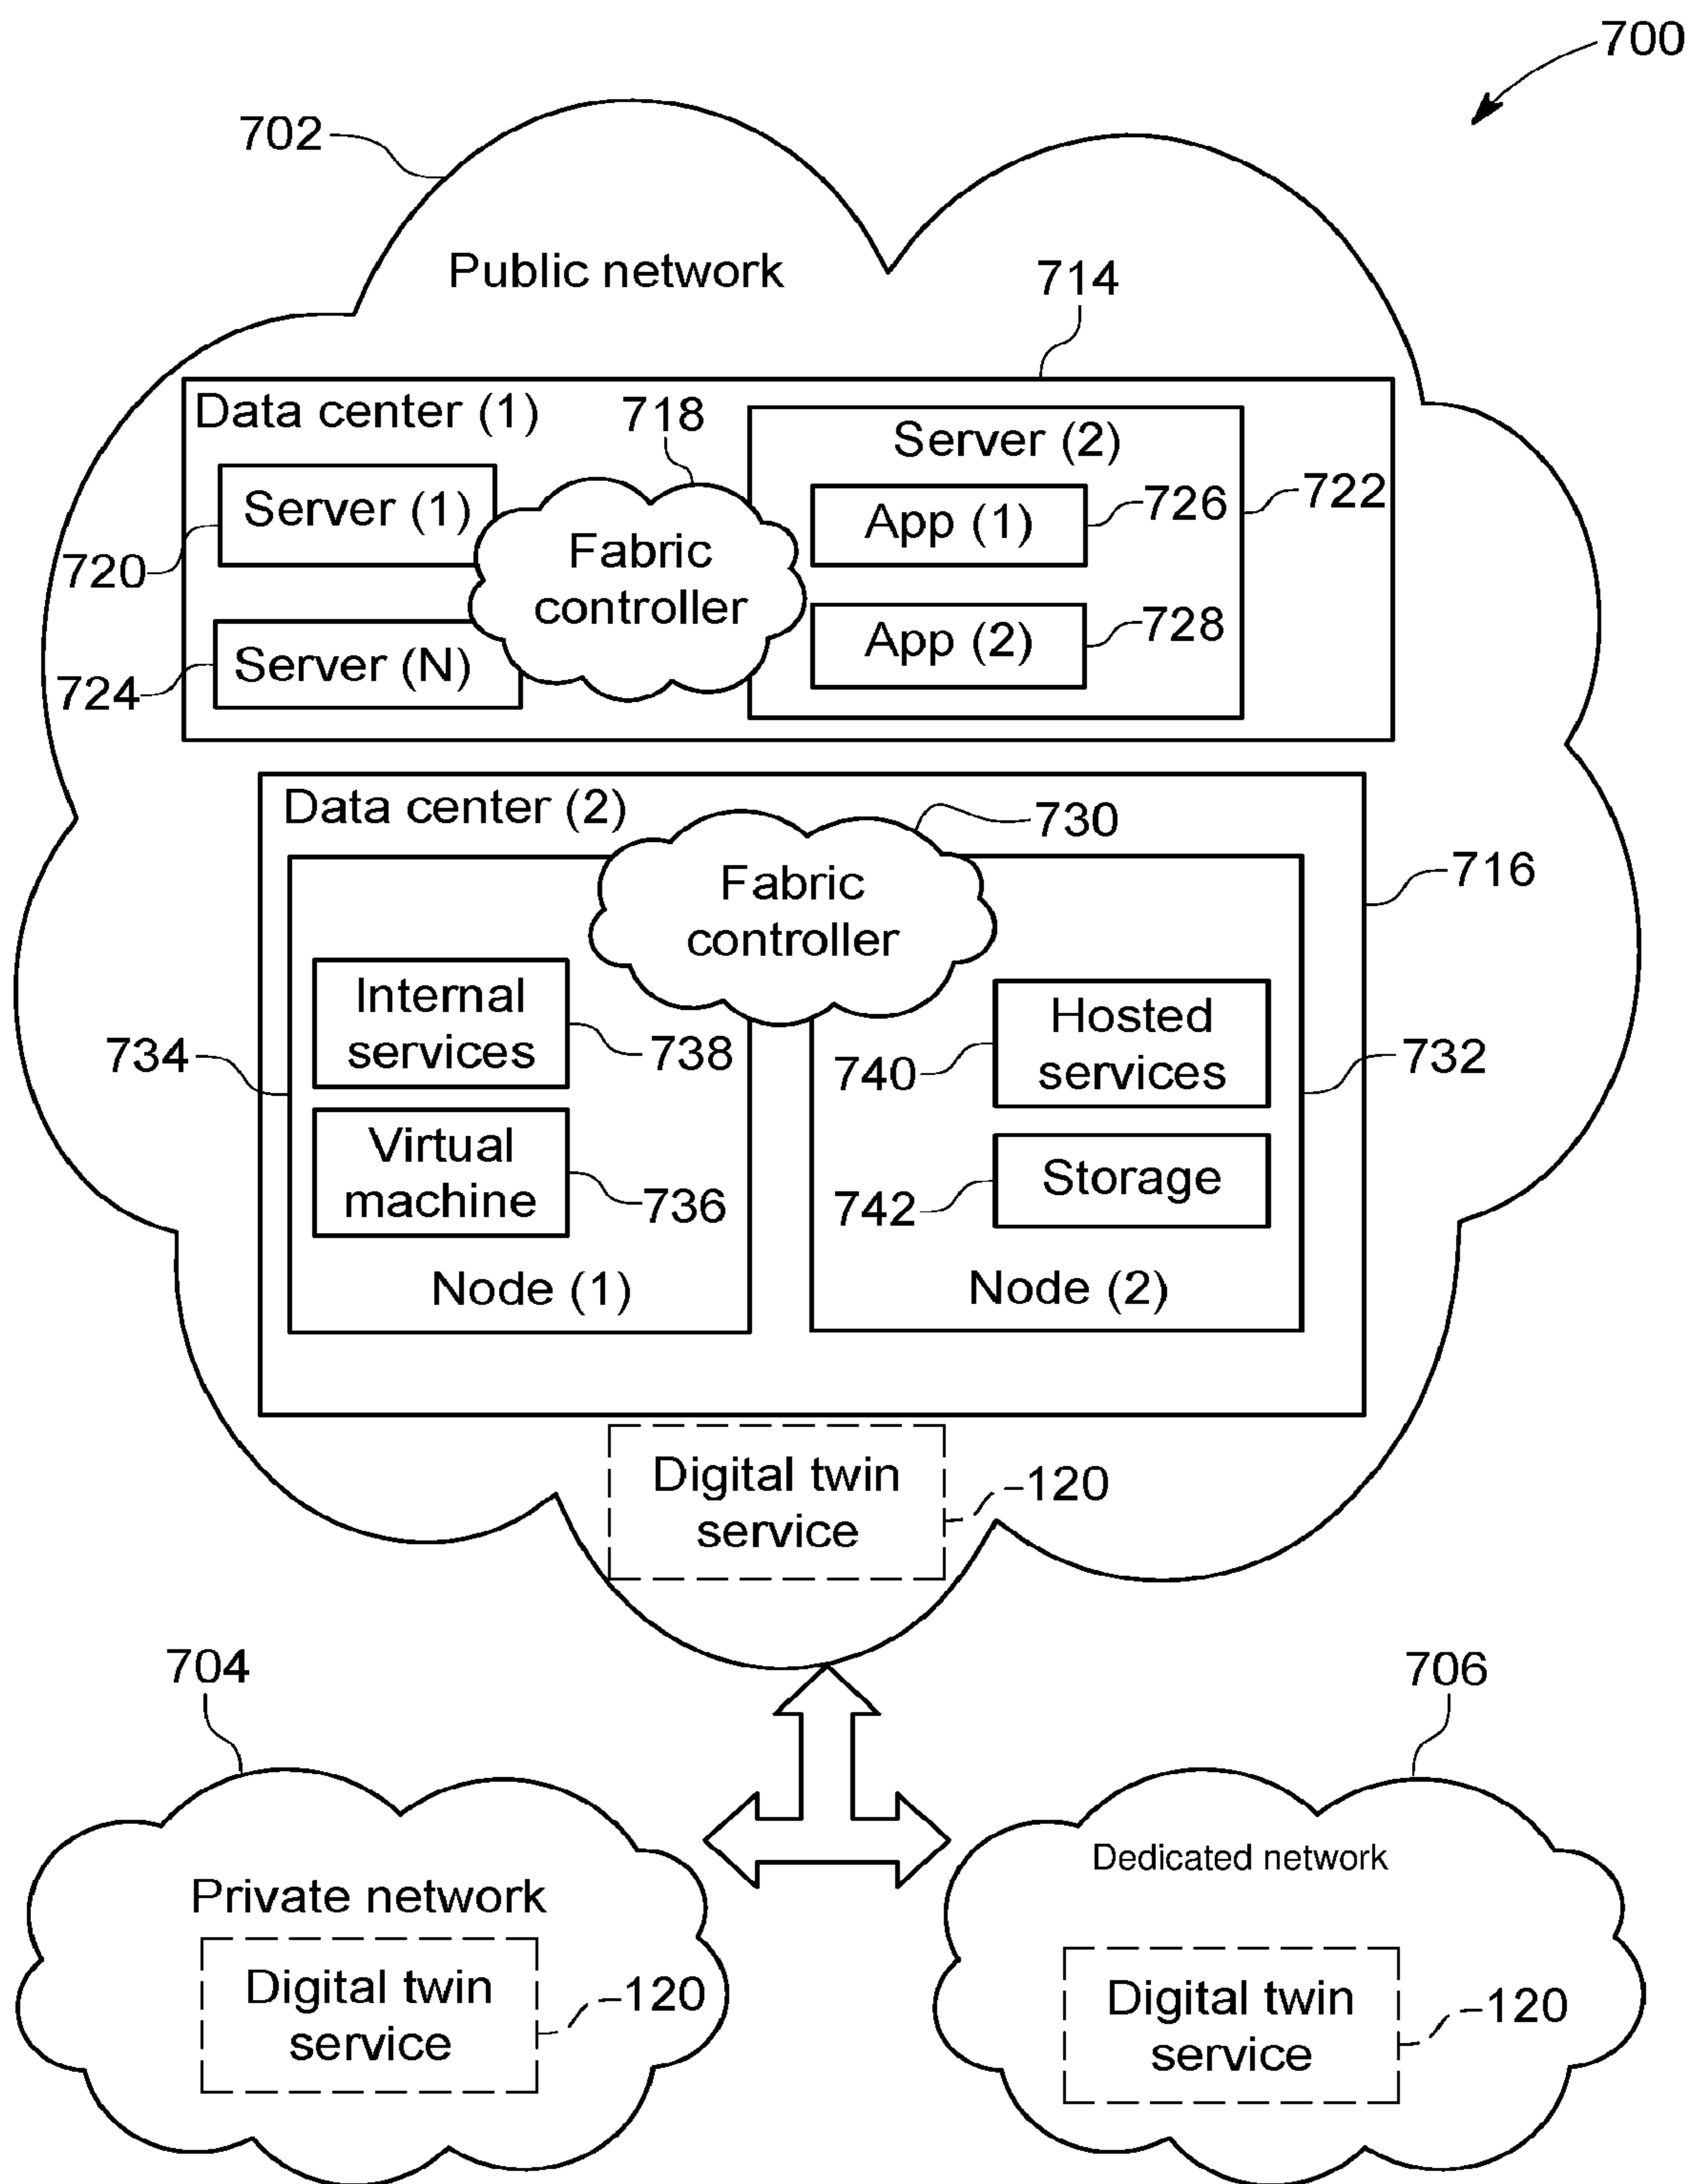 700
702
Public network
714
Data center (1)
718
Server (2)
Server (1)
App (1)
726
722
720
Fabric
controller
App (2)
728
Server (N)
724
Data center (2)
730
Fabric
controller
716
Internal
services
738
734
Hosted
services
740
732
Virtual
machine
736
Storage
742
Node (1)
Node (2)
Digital twin
service
120
704
706
Private network
Digital twin
service
120
Dedicated network
Digital twin
service
120